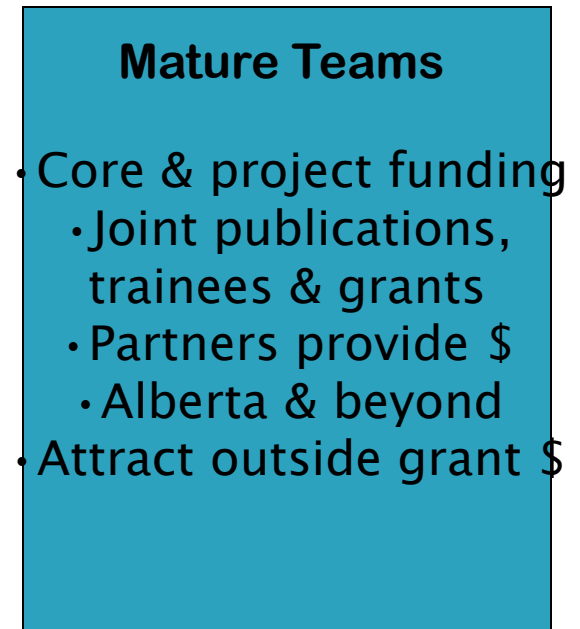 Mature Teams
• Core & project funding
• Joint publications,
trainees & grants
• Partners provide $
• Alberta & beyond
• Attract outside grant $